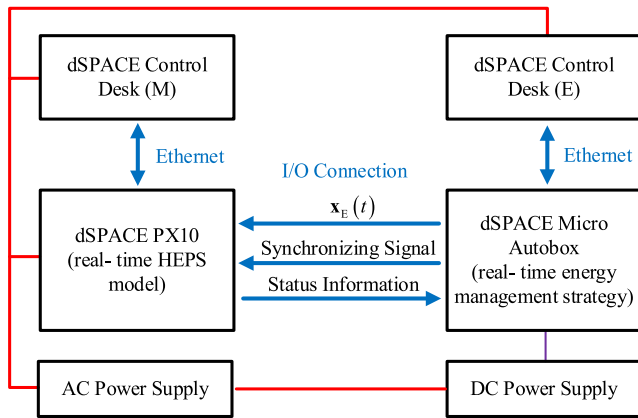 dSPACE Control
Desk (M)
dSPACE Control
Desk (E)
Ethernet
I/O Connection
Ethernet
dSPACE PX10
(real- time HEPS
model)
x_E (t)
Synchronizing Signal
Status Information
dSPACE Micro
Autobox
(real- time energy
management strategy)
AC Power Supply
DC Power Supply